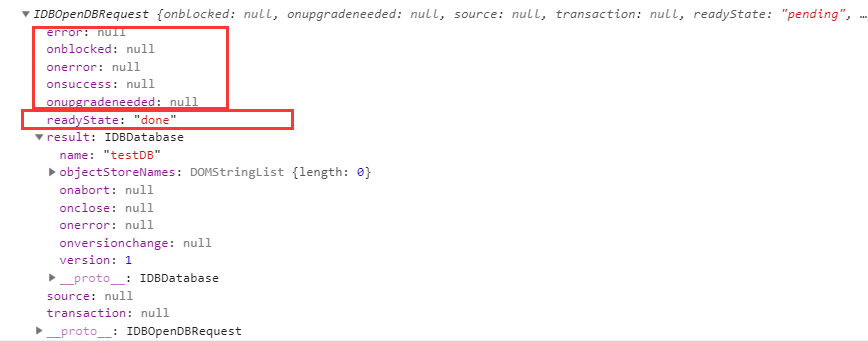 ▼ IDBOpenDBRequest {onblocked: null, onupgradeneeded: null, source: null, transaction: null, readyState: "pending", …
error: null
onblocked: null
onerror: null
onsuccess: null
onupgradeneeded: null
readyState: "done"
▼ result: IDBDatabase
name: "testDB"
▶ objectStoreNames: DOMStringList {length: 0}
onabort: null
onclose: null
onerror: null
onversionchange: null
version: 1
▶ __proto__: IDBDatabase
source: null
transaction: null
▶ __proto__: IDBOpenDBRequest